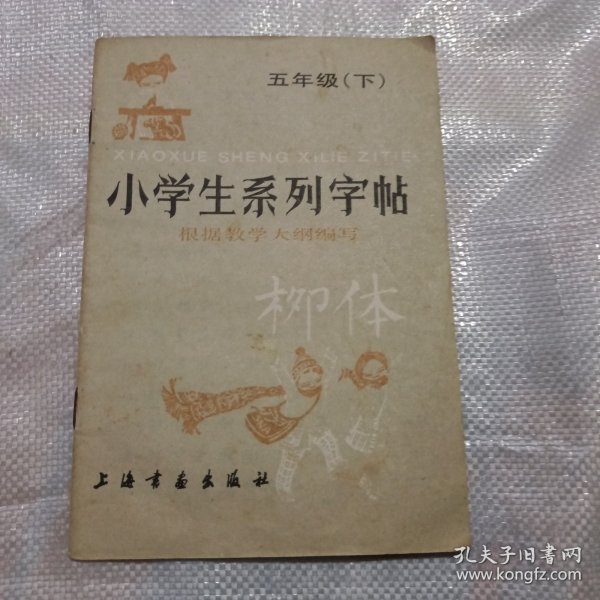 五年级(下)
XIAOXUE SHENG XILIE ZITIE
小学生系列字帖
根据教学大纲编写
柳体
上海书画出版社
孔夫子旧书网
www.kongfz.com